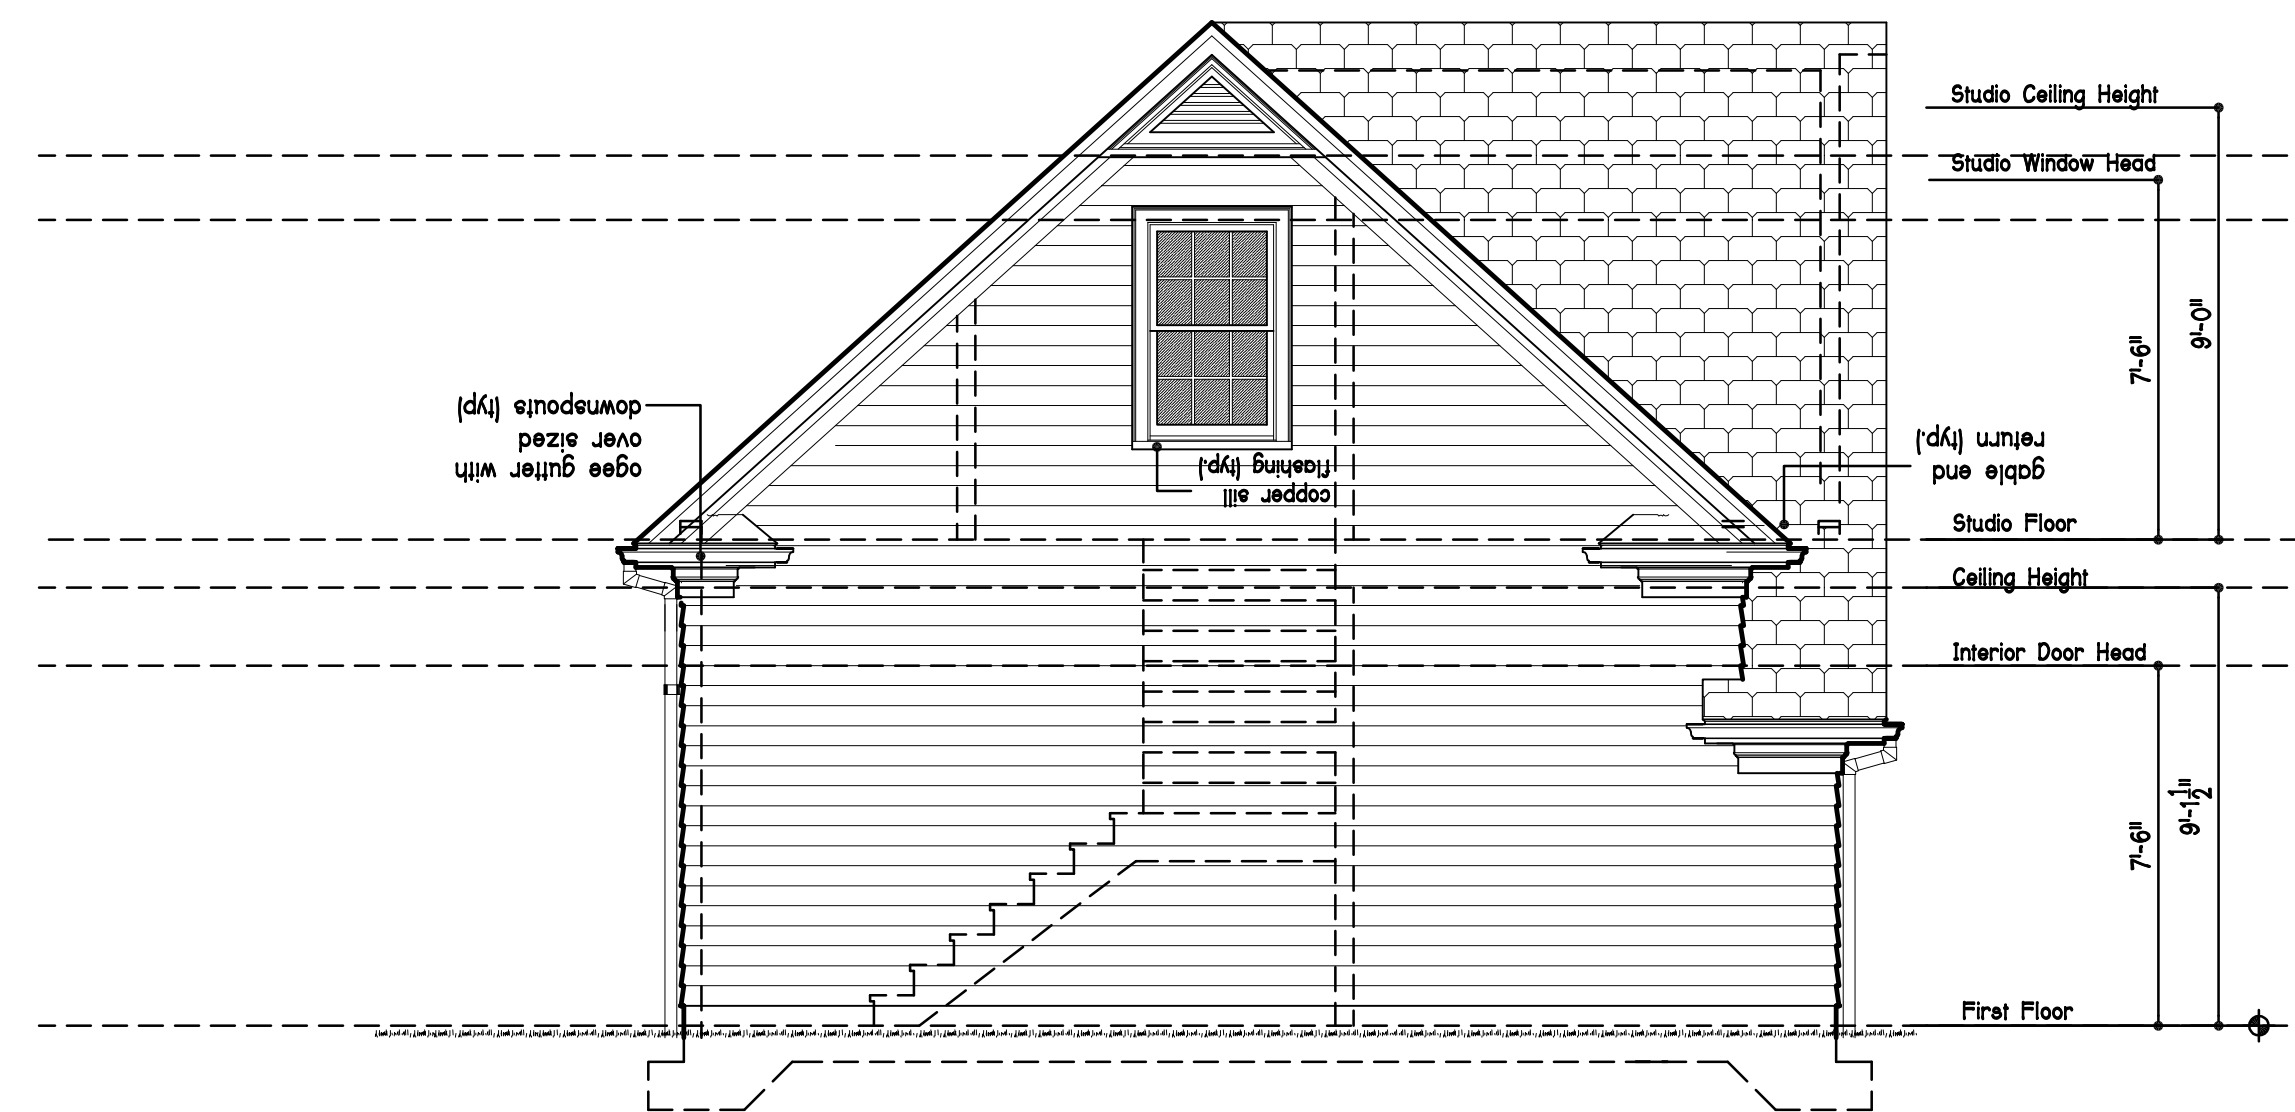 Studio Ceiling Height
Studio Window Head
9'-0"
7'-6"
ogee gutter with
over sized
downspouts (typ)
copper sill
flashing (typ.)
gable end
return (typ.)
Studio Floor
Ceiling Height
Interior Door Head
9'-1 1/2"
7'-6"
First Floor